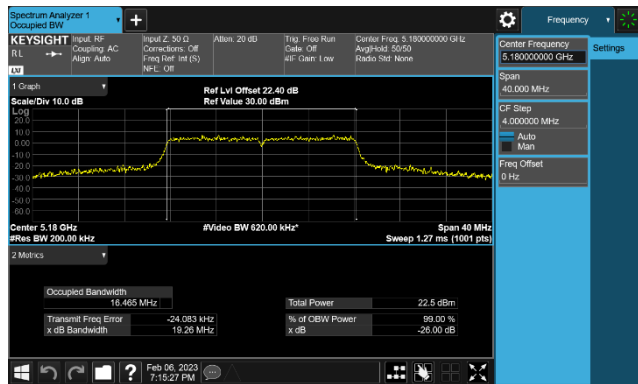 Spectrum Analyzer 1
Occupied BW
Frequency
KEYSIGHT
RL
LXI
Input: RF
Coupling: AC
Align: Auto
Input Z: 50 Ω
Corrections: Off
Freq Ref: Int (S)
NFE: Off
Atten: 20 dB
Trig: Free Run
Gate: Off
#IF Gain: Low
Center Freq: 5.180000000 GHz
Avg|Hold: 50/50
Radio Std: None
Center Frequency
5.180000000 GHz
Settings
Span
40.000 MHz
CF Step
4.000000 MHz
Auto
Man
Freq Offset
0 Hz
1 Graph
Scale/Div 10.0 dB
Ref Lvl Offset 22.40 dB
Ref Value 30.00 dBm
Log
20.0
10.0
0.00
-10.0
-20.0
-30.0
-40.0
-50.0
-60.0
Center 5.18 GHz
#Video BW 620.00 kHz*
Span 40 MHz
#Res BW 200.00 kHz
Sweep 1.27 ms (1001 pts)
2 Metrics
Occupied Bandwidth
16.465 MHz
Total Power 22.5 dBm
Transmit Freq Error -24.083 kHz
% of OBW Power 99.00 %
x dB Bandwidth 19.26 MHz
x dB -26.00 dB
Feb 06, 2023
7:15:27 PM